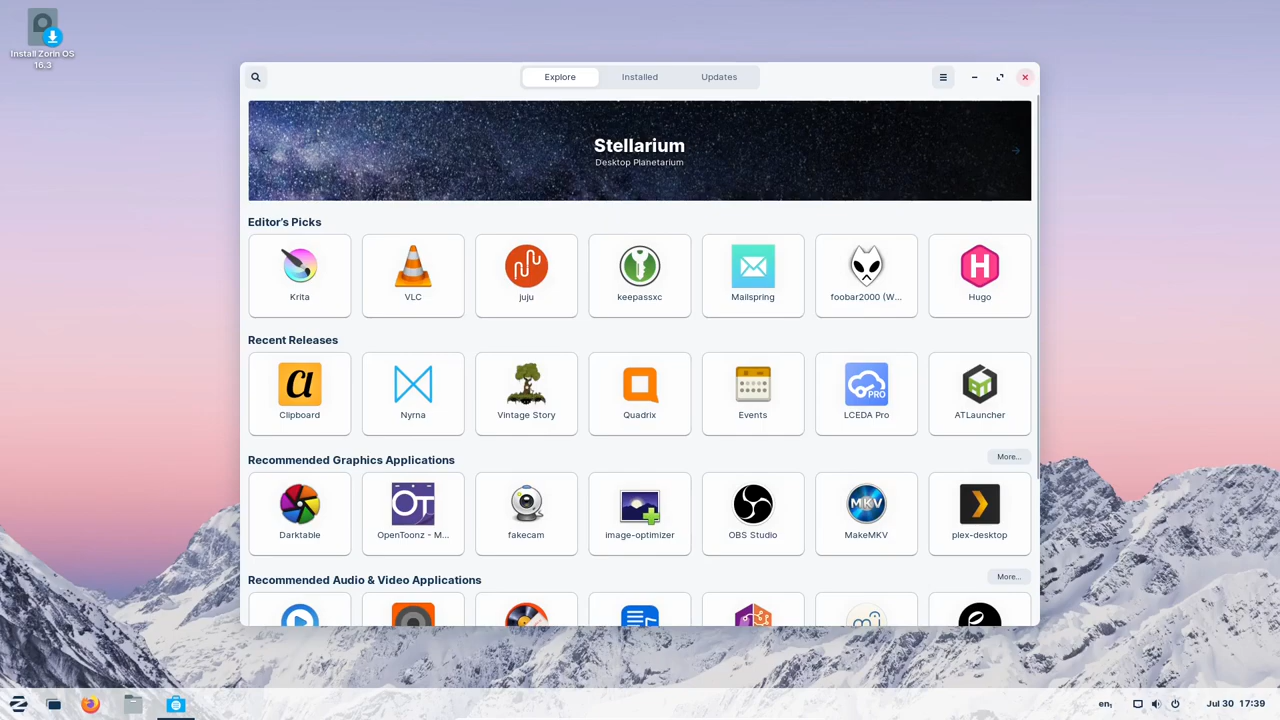 Install Zorin OS
16.3
Explore
Installed
Updates
Stellarium
Desktop Planetarium
Editor's Picks
Krita
VLC
juju
keepassxc
Mailspring
foobar2000 (W...
Hugo
Recent Releases
Clipboard
Nyrna
Vintage Story
Quadrix
Events
LCEDA Pro
ATLauncher
Recommended Graphics Applications
More...
Darktable
OpenToonz - M...
fakecam
image-optimizer
OBS Studio
MakeMKV
plex-desktop
Recommended Audio & Video Applications
More...
en₁
Jul 30 17:39